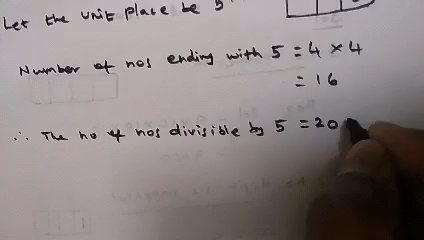 Let the unit place be 5
Number of nos ending with 5 = 4 × 4
= 16
∴ The no of nos divisible by 5 = 20